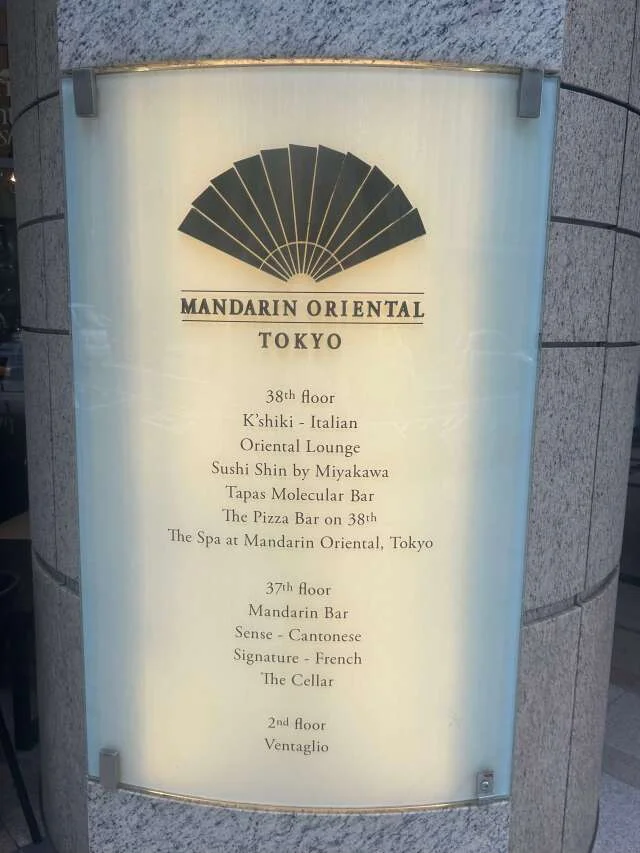 MANDARIN ORIENTAL
TOKYO
38th floor
K'shiki - Italian
Oriental Lounge
Sushi Shin by Miyakawa
Tapas Molecular Bar
The Pizza Bar on 38th
The Spa at Mandarin Oriental, Tokyo
37th floor
Mandarin Bar
Sense - Cantonese
Signature - French
The Cellar
2nd floor
Ventaglio